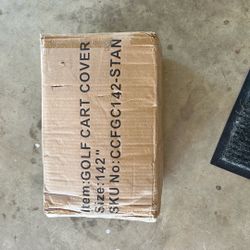 Item:GOLF CART COVER
Size:142"
SKU No:CCFGC142-STAN